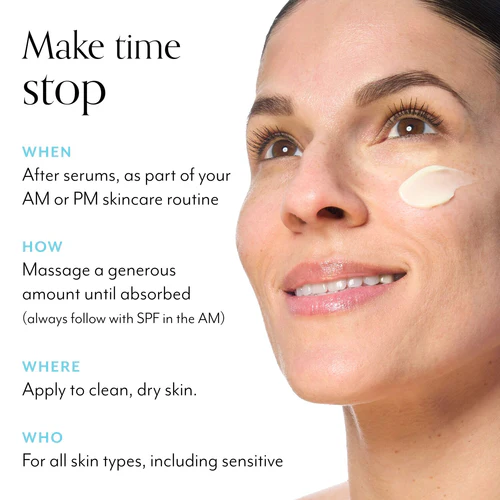 Make time
stop
WHEN
After serums, as part of your
AM or PM skincare routine
HOW
Massage a generous
amount until absorbed
(always follow with SPF in the AM)
WHERE
Apply to clean, dry skin.
WHO
For all skin types, including sensitive